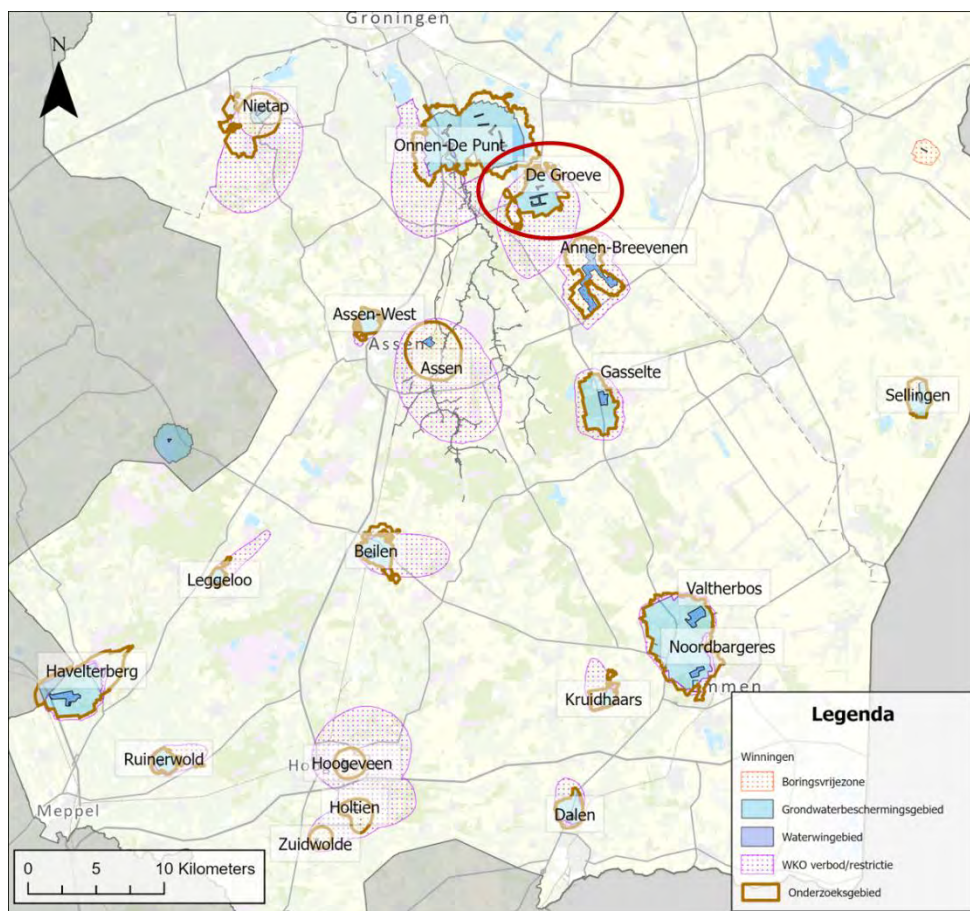 Groningen
N
Nietap
Onnen-De Punt
De Groeve
Annen-Breevenen
Assen-West
Assen
Assen
Gasselte
Sellingen
Beilen
Leggeloo
Valtherbos
Noordbargeres
Havelterberg
Emmen
Kruidhaars
Ruinerwold
Hoogeveen
Meppel
Holtien
Dalen
Zuidwolde
0 5 10 Kilometers
Legenda
Winningen
Boringsvrijezone
Grondwaterbeschermingsgebied
Waterwingebied
WKO verbod/restrictie
Onderzoeksgebied